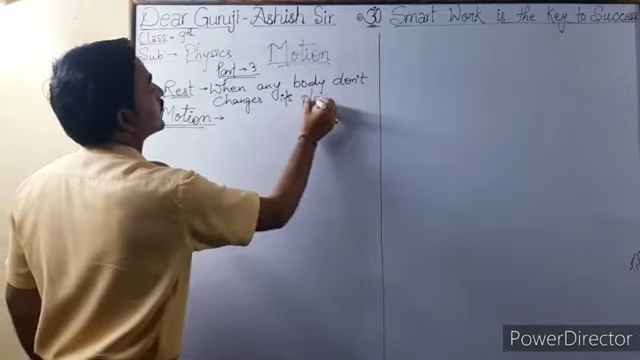 Dear Guruji - Ashish Sir ॐ Smart Work is the Key to Success
Class:- 9th
Sub:- Physics Motion
Part → 3
Rest → When any body don't
changes its
Motion →
PowerDirector